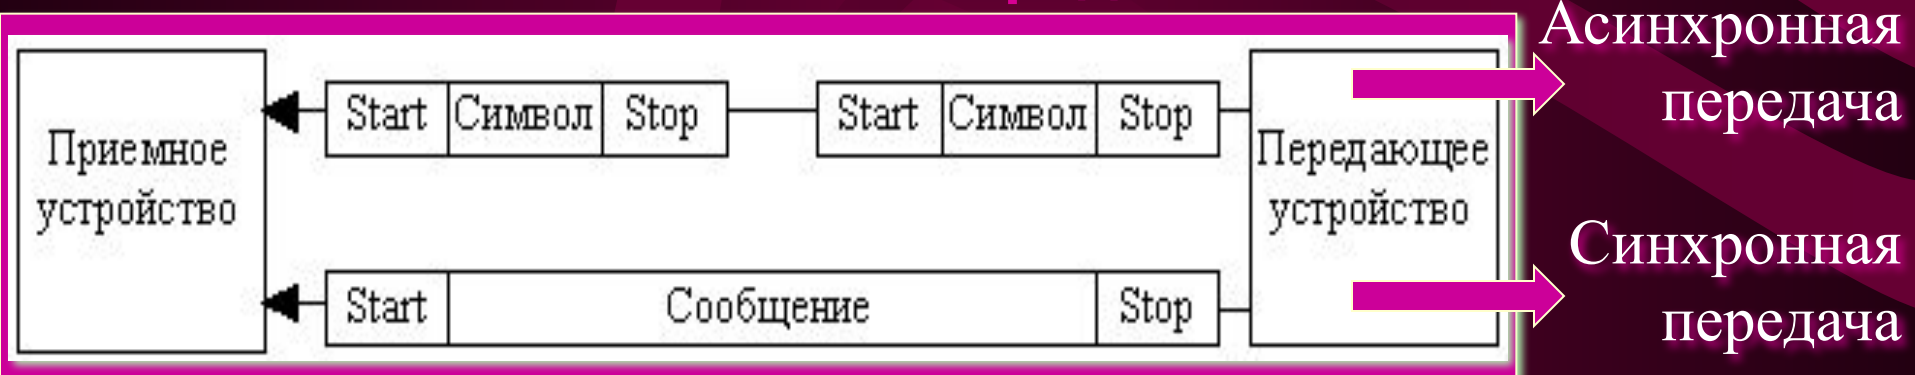 Приемное
устройство
Start Символ Stop Start Символ Stop
Start Сообщение Stop
Передающее
устройство
Асинхронная
передача
Синхронная
передача